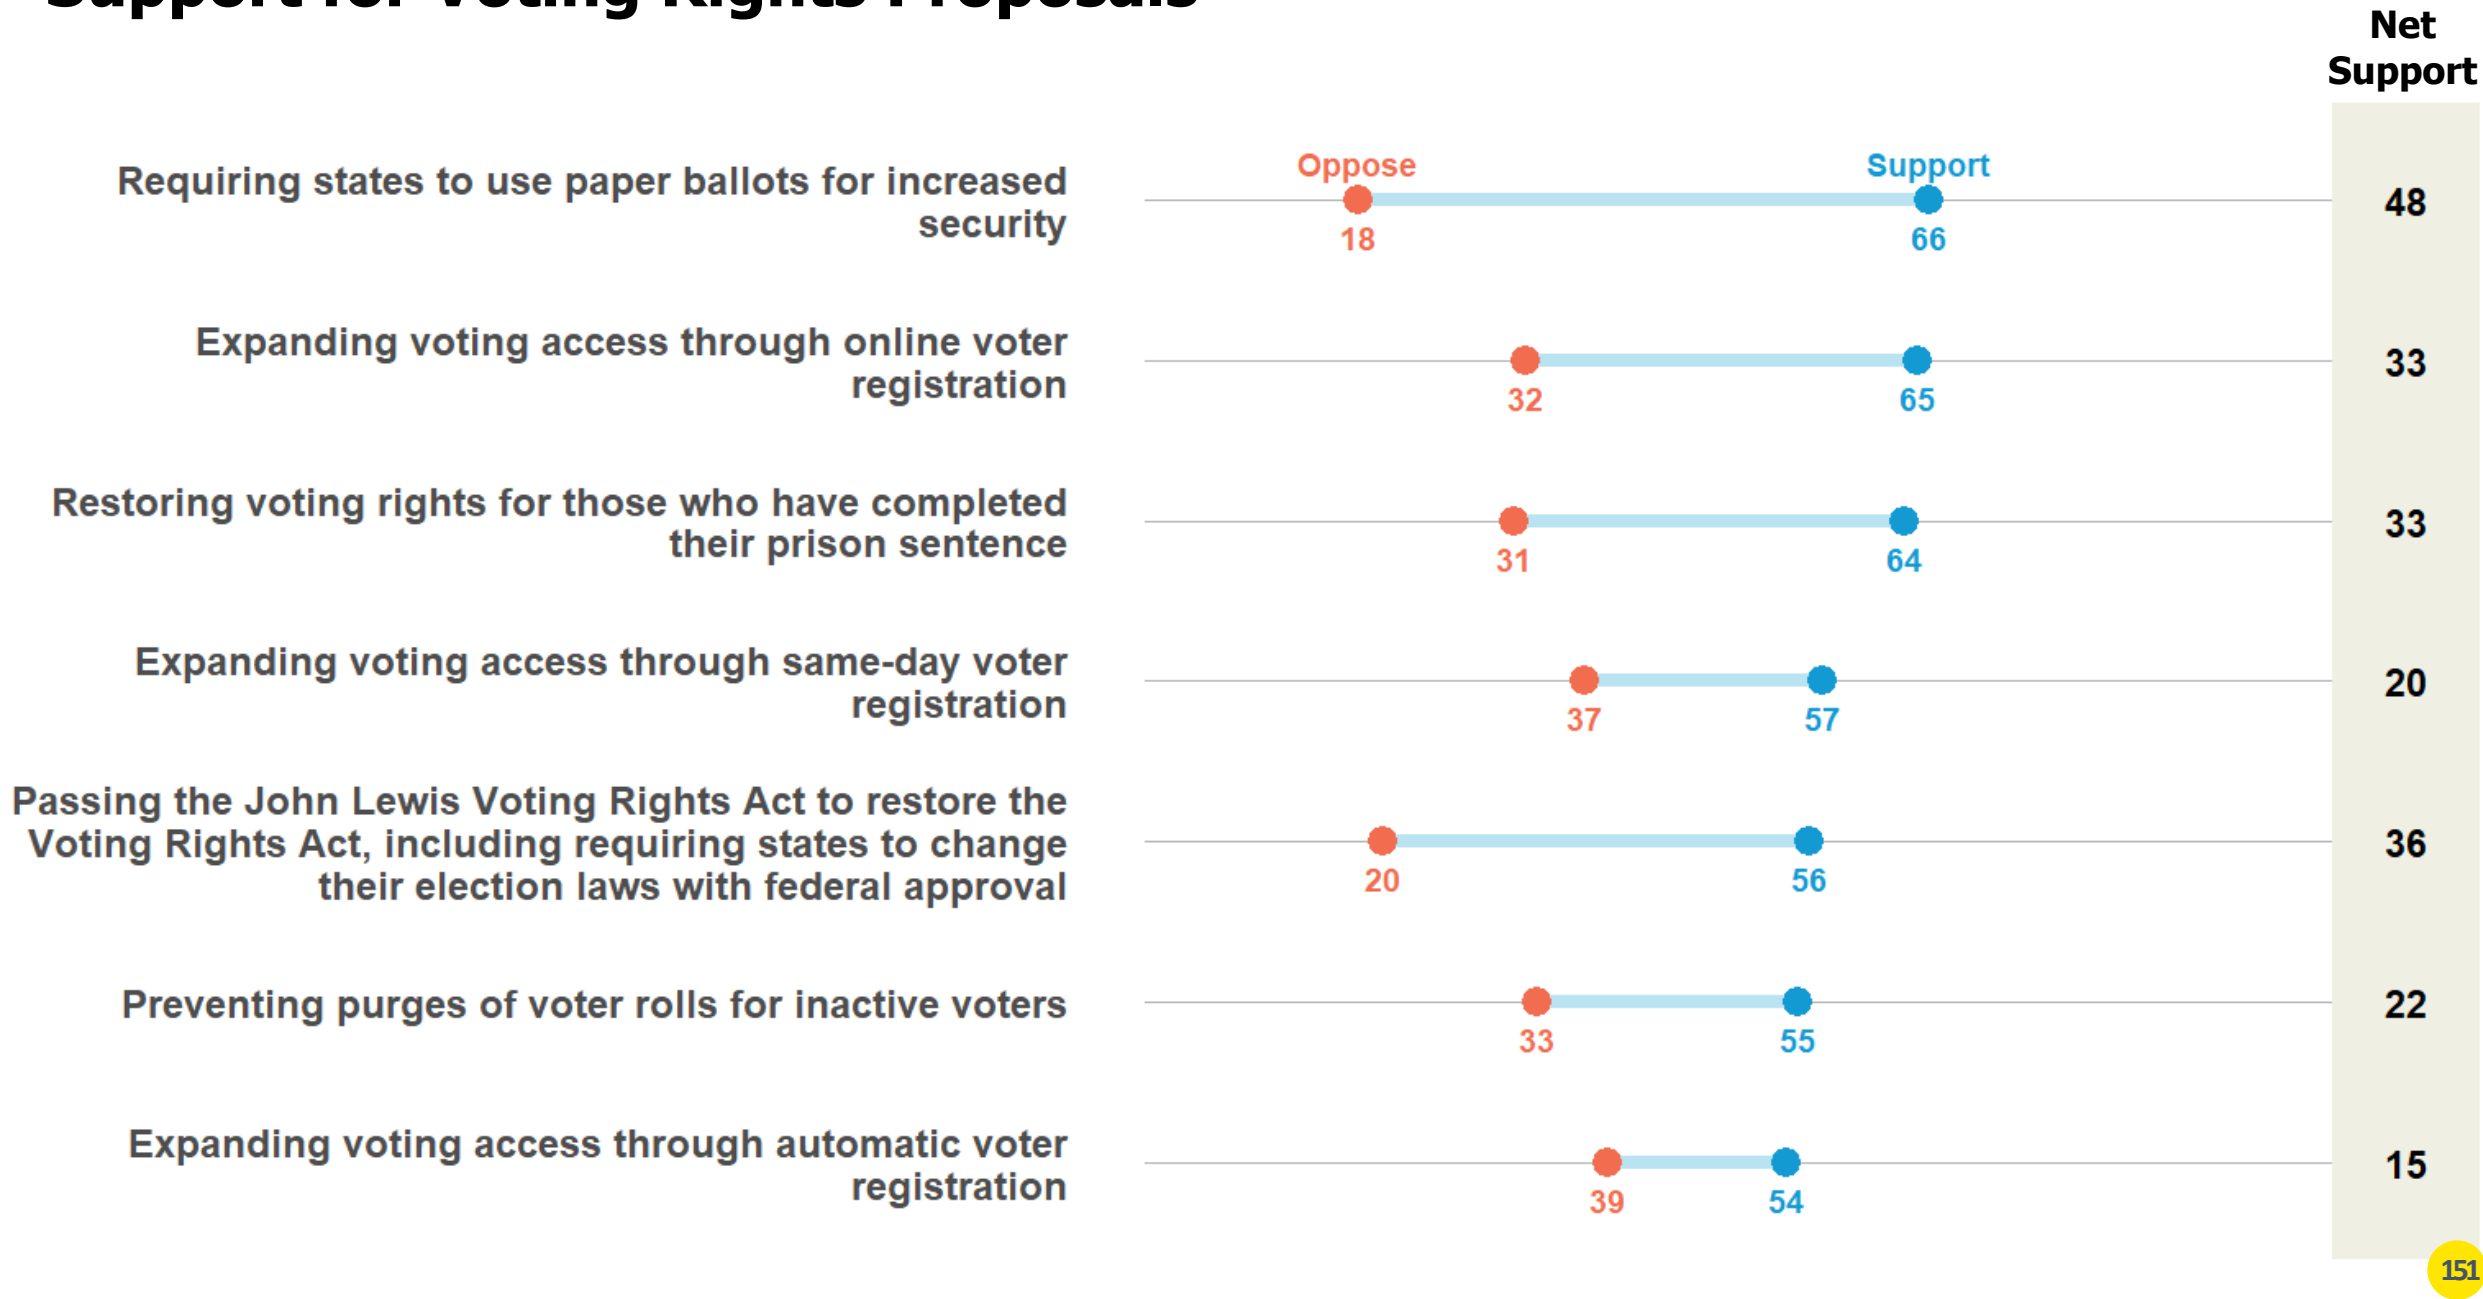 Support for Voting Rights Proposals
Net
Support
Oppose
Support
Requiring states to use paper ballots for increased
security
18
66
48
Expanding voting access through online voter
registration
32
65
33
Restoring voting rights for those who have completed
their prison sentence
31
64
33
Expanding voting access through same-day voter
registration
37
57
20
Passing the John Lewis Voting Rights Act to restore the
Voting Rights Act, including requiring states to change
their election laws with federal approval
20
56
36
Preventing purges of voter rolls for inactive voters
33
55
22
Expanding voting access through automatic voter
registration
39
54
15
151